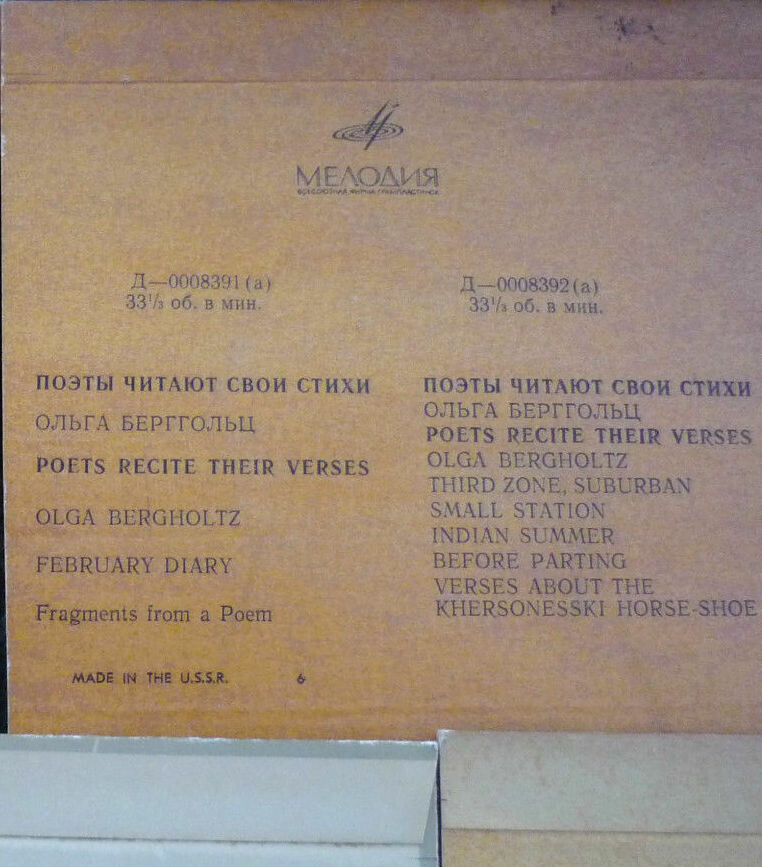 МЕЛОДИЯ
ВСЕСОЮЗНАЯ ФИРМА ГРАМПЛАСТИНОК
Д—0008391 (а)
33⅓ об. в мин.
ПОЭТЫ ЧИТАЮТ СВОИ СТИХИ
ОЛЬГА БЕРГГОЛЬЦ
POETS RECITE THEIR VERSES
OLGA BERGHOLTZ
FEBRUARY DIARY
Fragments from a Poem
MADE IN THE U.S.S.R. 6
Д—0008392 (а)
33⅓ об. в мин.
ПОЭТЫ ЧИТАЮТ СВОИ СТИХИ
ОЛЬГА БЕРГГОЛЬЦ
POETS RECITE THEIR VERSES
OLGA BERGHOLTZ
THIRD ZONE, SUBURBAN
SMALL STATION
INDIAN SUMMER
BEFORE PARTING
VERSES ABOUT THE
KHERSONESSKI HORSE-SHOE